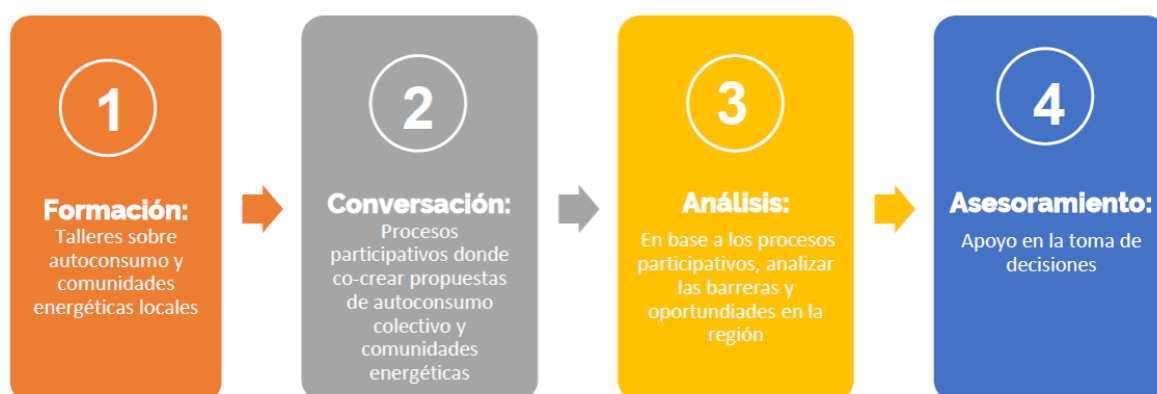 1
Formación:
Talleres sobre
autoconsumo y
comunidades
energéticas locales
2
Conversación:
Procesos
participativos donde
co-crear propuestas
de autoconsumo
colectivo y
comunidades
energéticas
3
Análisis:
En base a los procesos
participativos, analizar
las barreras y
oportundiades en la
región
4
Asesoramiento:
Apoyo en la toma de
decisiones